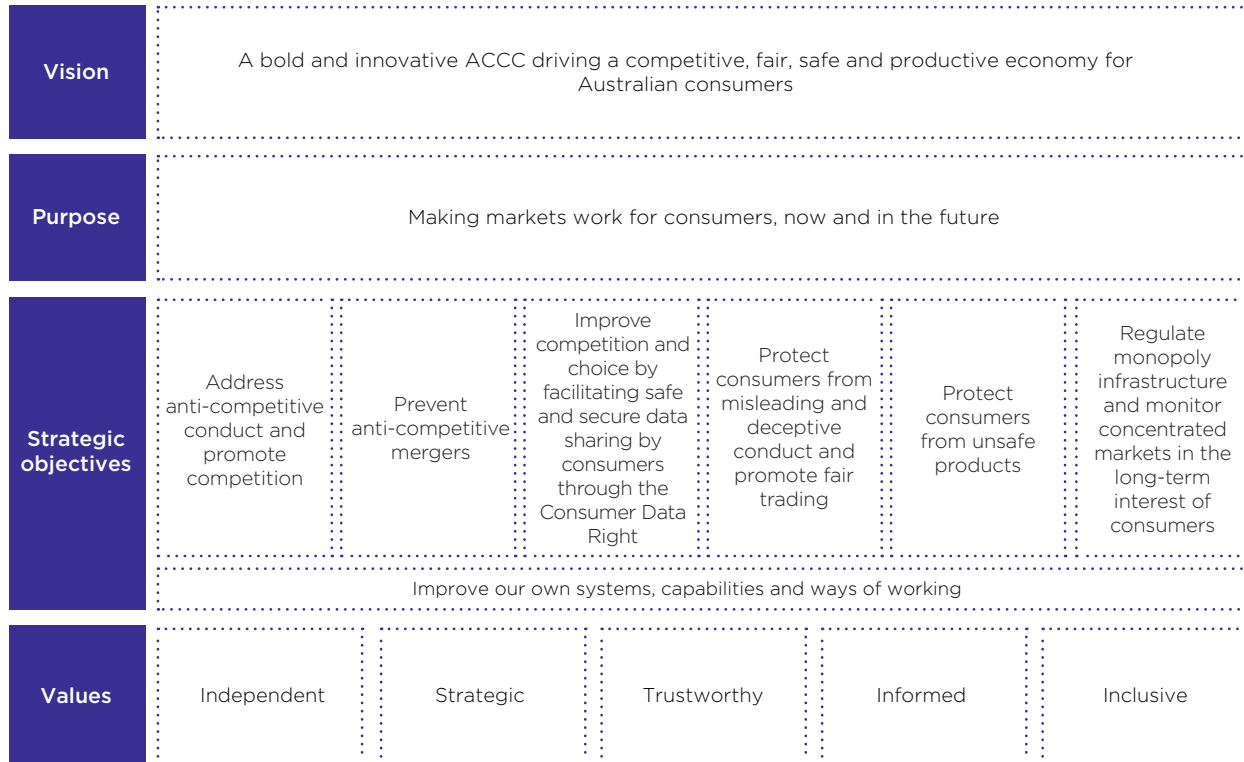 Vision
A bold and innovative ACCC driving a competitive, fair, safe and productive economy for
Australian consumers
Purpose
Making markets work for consumers, now and in the future
Strategic
objectives
Address
anti-competitive
conduct and
promote
competition
Prevent
anti-competitive
mergers
Improve
competition and
choice by
facilitating safe
and secure data
sharing by
consumers
through the
Consumer Data
Right
Protect
consumers from
misleading and
deceptive
conduct and
promote fair
trading
Protect
consumers
from unsafe
products
Regulate
monopoly
infrastructure
and monitor
concentrated
markets in the
long-term
interest of
consumers
Improve our own systems, capabilities and ways of working
Values
Independent
Strategic
Trustworthy
Informed
Inclusive